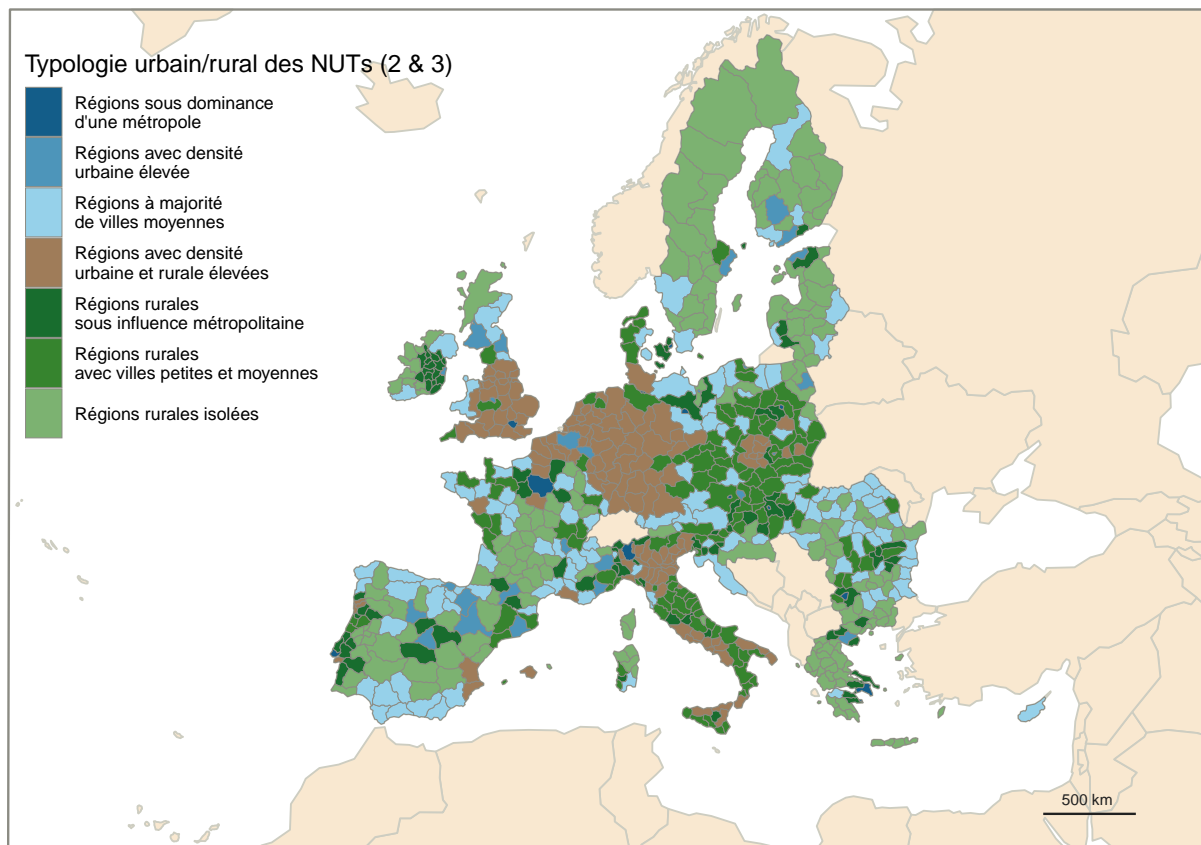 Typologie urbain/rural des NUTs (2 & 3)
Régions sous dominance
d'une métropole
Régions avec densité
urbaine élevée
Régions à majorité
de villes moyennes
Régions avec densité
urbaine et rurale élevées
Régions rurales
sous influence métropolitaine
Régions rurales
avec villes petites et moyennes
Régions rurales isolées
500 km